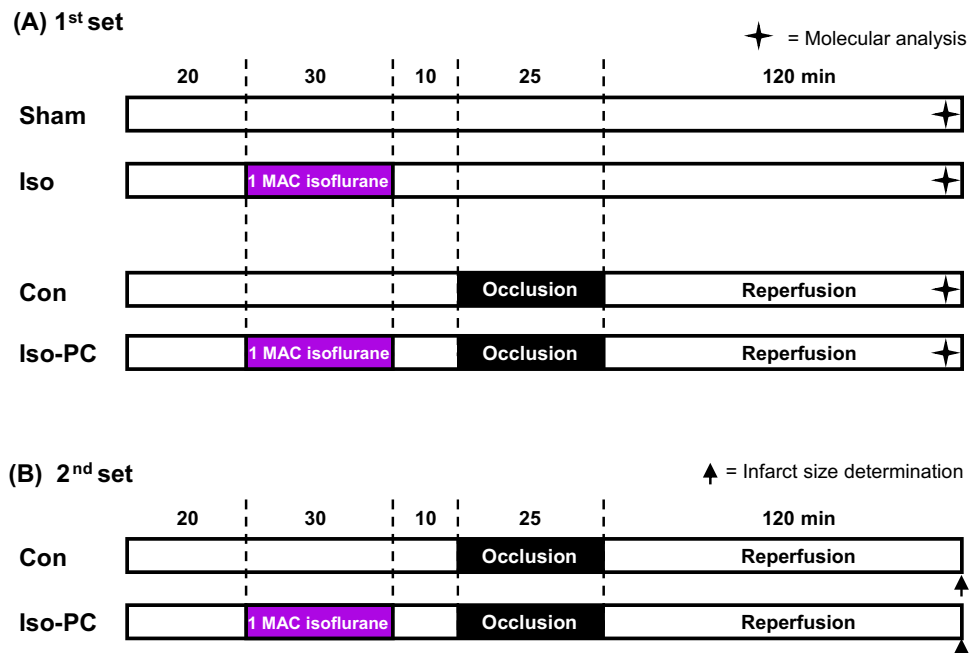 (A) 1st set
= Molecular analysis
20 30 10 25 120 min
Sham
Iso 1 MAC isoflurane
Con Occlusion Reperfusion
Iso-PC 1 MAC isoflurane Occlusion Reperfusion
(B) 2nd set
= Infarct size determination
20 30 10 25 120 min
Con Occlusion Reperfusion
Iso-PC 1 MAC isoflurane Occlusion Reperfusion